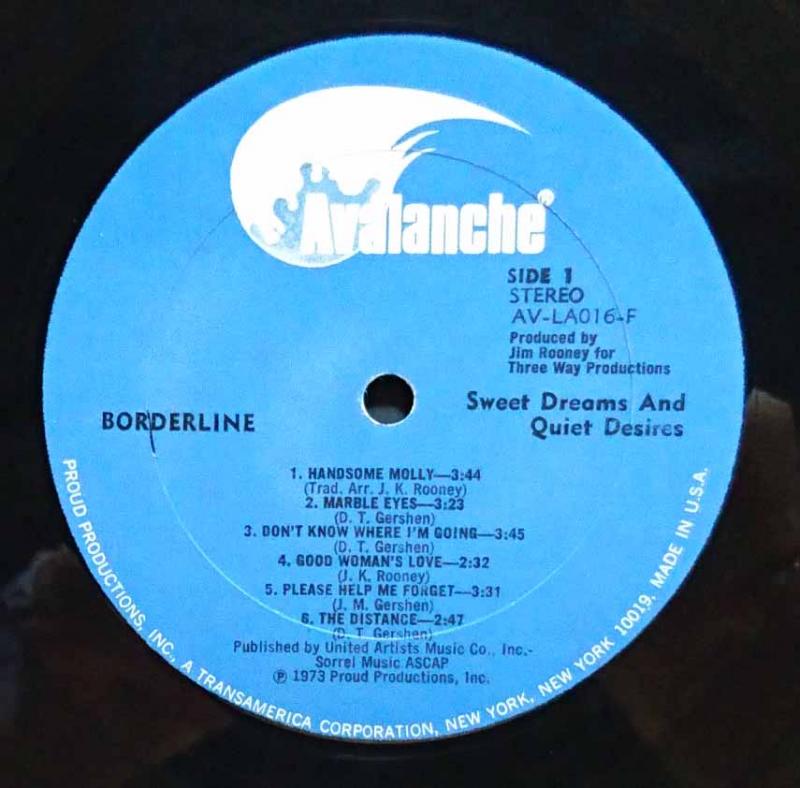 Avalanche®
SIDE 1
STEREO
AV-LA016-F
Produced by
Jim Rooney for
Three Way Productions
BORDERLINE
Sweet Dreams And
Quiet Desires
1. HANDSOME MOLLY—3:44
(Trad. Arr. J. K. Rooney)
2. MARBLE EYES—3:23
(D. T. Gershen)
3. DON'T KNOW WHERE I'M GOING—3:45
(D. T. Gershen)
4. GOOD WOMAN'S LOVE—2:32
(J. K. Rooney)
5. PLEASE HELP ME FORGET—3:31
(J. M. Gershen)
6. THE DISTANCE—2:47
(D. T. Gershen)
Published by United Artists Music Co., Inc.-
Sorrel Music ASCAP
℗ 1973 Proud Productions, Inc.
PROUD PRODUCTIONS, INC., A TRANSAMERICA CORPORATION, NEW YORK, NEW YORK 10019. MADE IN U.S.A.